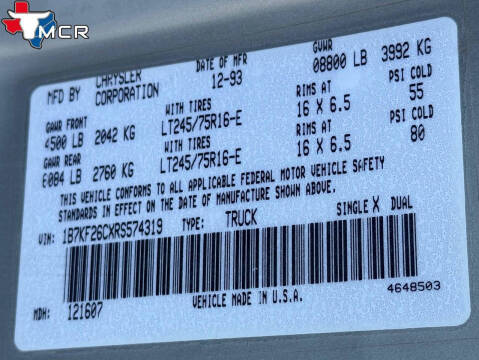 MCR
MFD BY CHRYSLER CORPORATION DATE OF MFR 12-93 GVWR 08800 LB 3992 KG
GAWR FRONT WITH TIRES RIMS AT PSI COLD
4500 LB 2042 KG LT245/75R16-E 16 X 6.5 55
GAWR REAR WITH TIRES RIMS AT PSI COLD
6084 LB 2760 KG LT245/75R16-E 16 X 6.5 80
THIS VEHICLE CONFORMS TO ALL APPLICABLE FEDERAL MOTOR VEHICLE SAFETY
STANDARDS IN EFFECT ON THE DATE OF MANUFACTURE SHOWN ABOVE.
VIN: 1B7KF26CXRS574319 TYPE: TRUCK SINGLE X DUAL
MDH: 121607 VEHICLE MADE IN U.S.A. 4648503